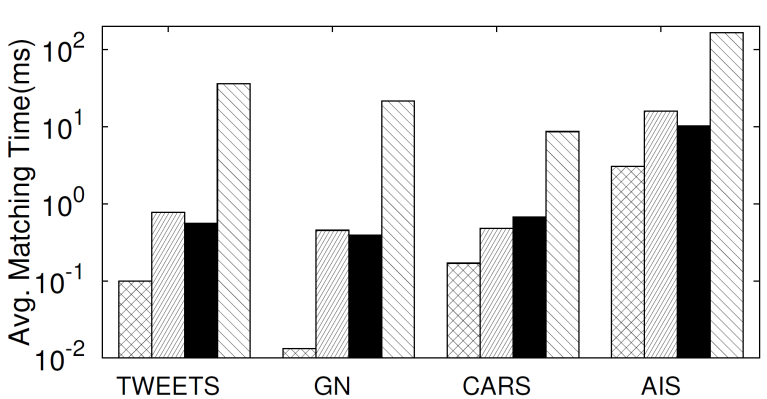 Avg. Matching Time(ms)
10^2
10^1
10^0
10^-1
10^-2
TWEETS GN CARS AIS